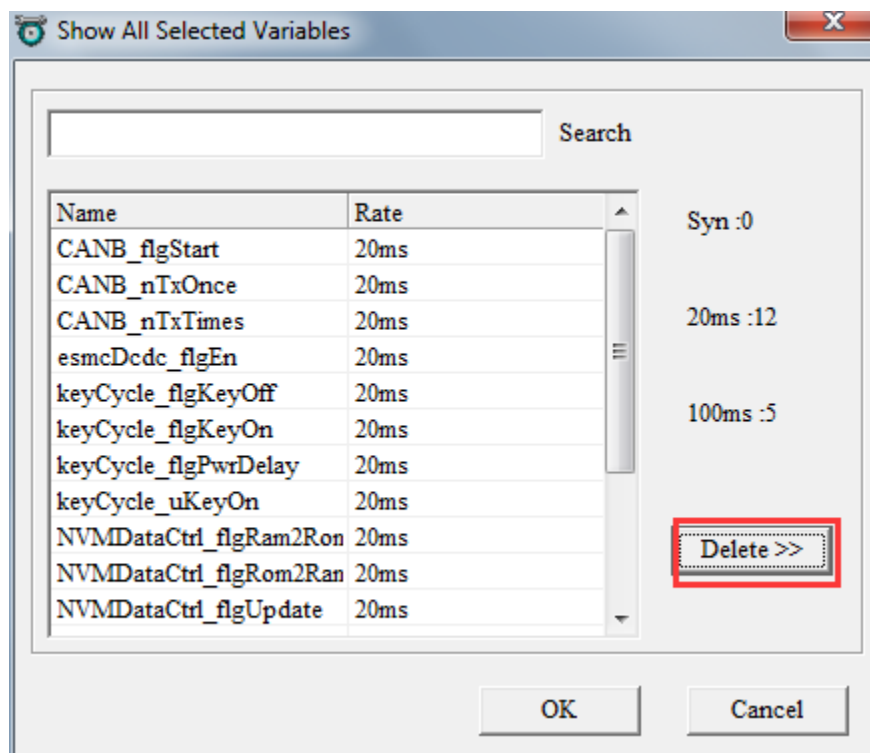 Show All Selected Variables
Search
Name Rate
CANB_flgStart 20ms
CANB_nTxOnce 20ms
CANB_nTxTimes 20ms
esmcDcdc_flgEn 20ms
keyCycle_flgKeyOff 20ms
keyCycle_flgKeyOn 20ms
keyCycle_flgPwrDelay 20ms
keyCycle_uKeyOn 20ms
NVMDataCtrl_flgRam2Ron 20ms
NVMDataCtrl_flgRom2Ran 20ms
NVMDataCtrl_flgUpdate 20ms
Syn :0
20ms :12
100ms :5
Delete >>
OK
Cancel